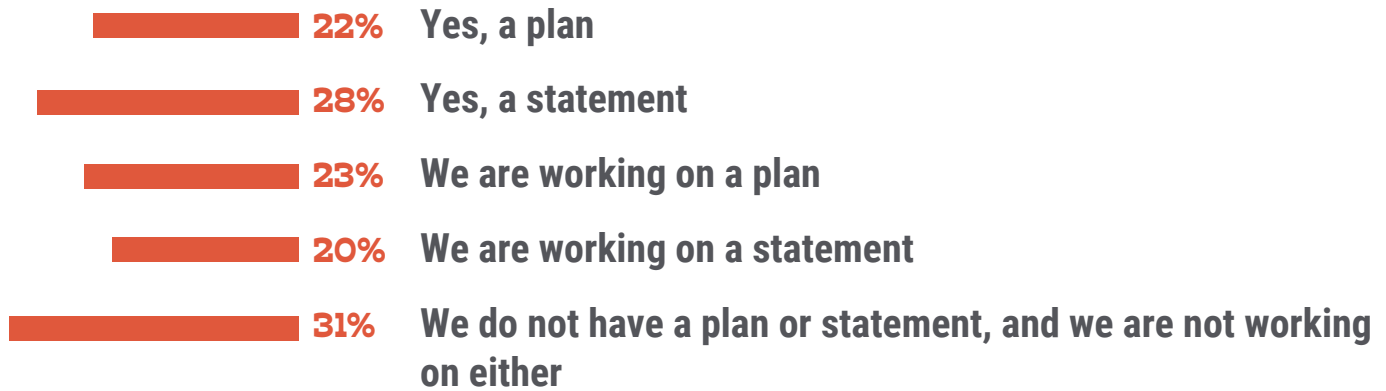 22% Yes, a plan
28% Yes, a statement
23% We are working on a plan
20% We are working on a statement
31% We do not have a plan or statement, and we are not working
on either